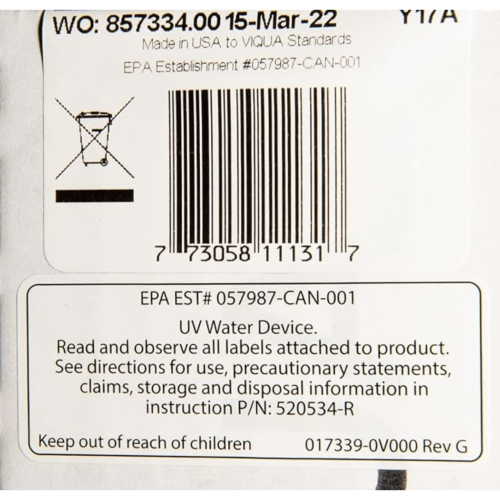 WO: 857334.00 15-Mar-22 Y17A
Made in USA to VIQUA Standards
EPA Establishment #057987-CAN-001
7 73058 11131 7
EPA EST# 057987-CAN-001
UV Water Device.
Read and observe all labels attached to product.
See directions for use, precautionary statements,
claims, storage and disposal information in
instruction P/N: 520534-R
Keep out of reach of children 017339-0V000 Rev G